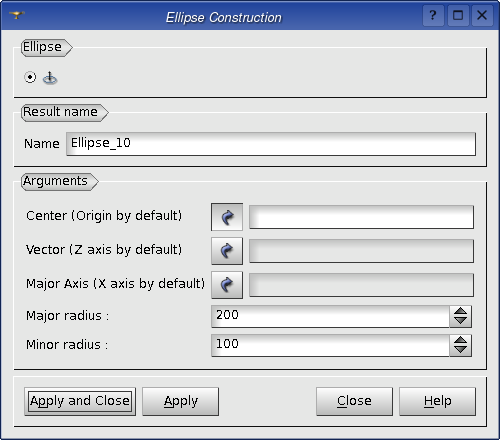 Ellipse Construction
Ellipse
Result name
Name Ellipse_10
Arguments
Center (Origin by default)
Vector (Z axis by default)
Major Axis (X axis by default)
Major radius : 200
Minor radius : 100
Apply and Close Apply Close Help